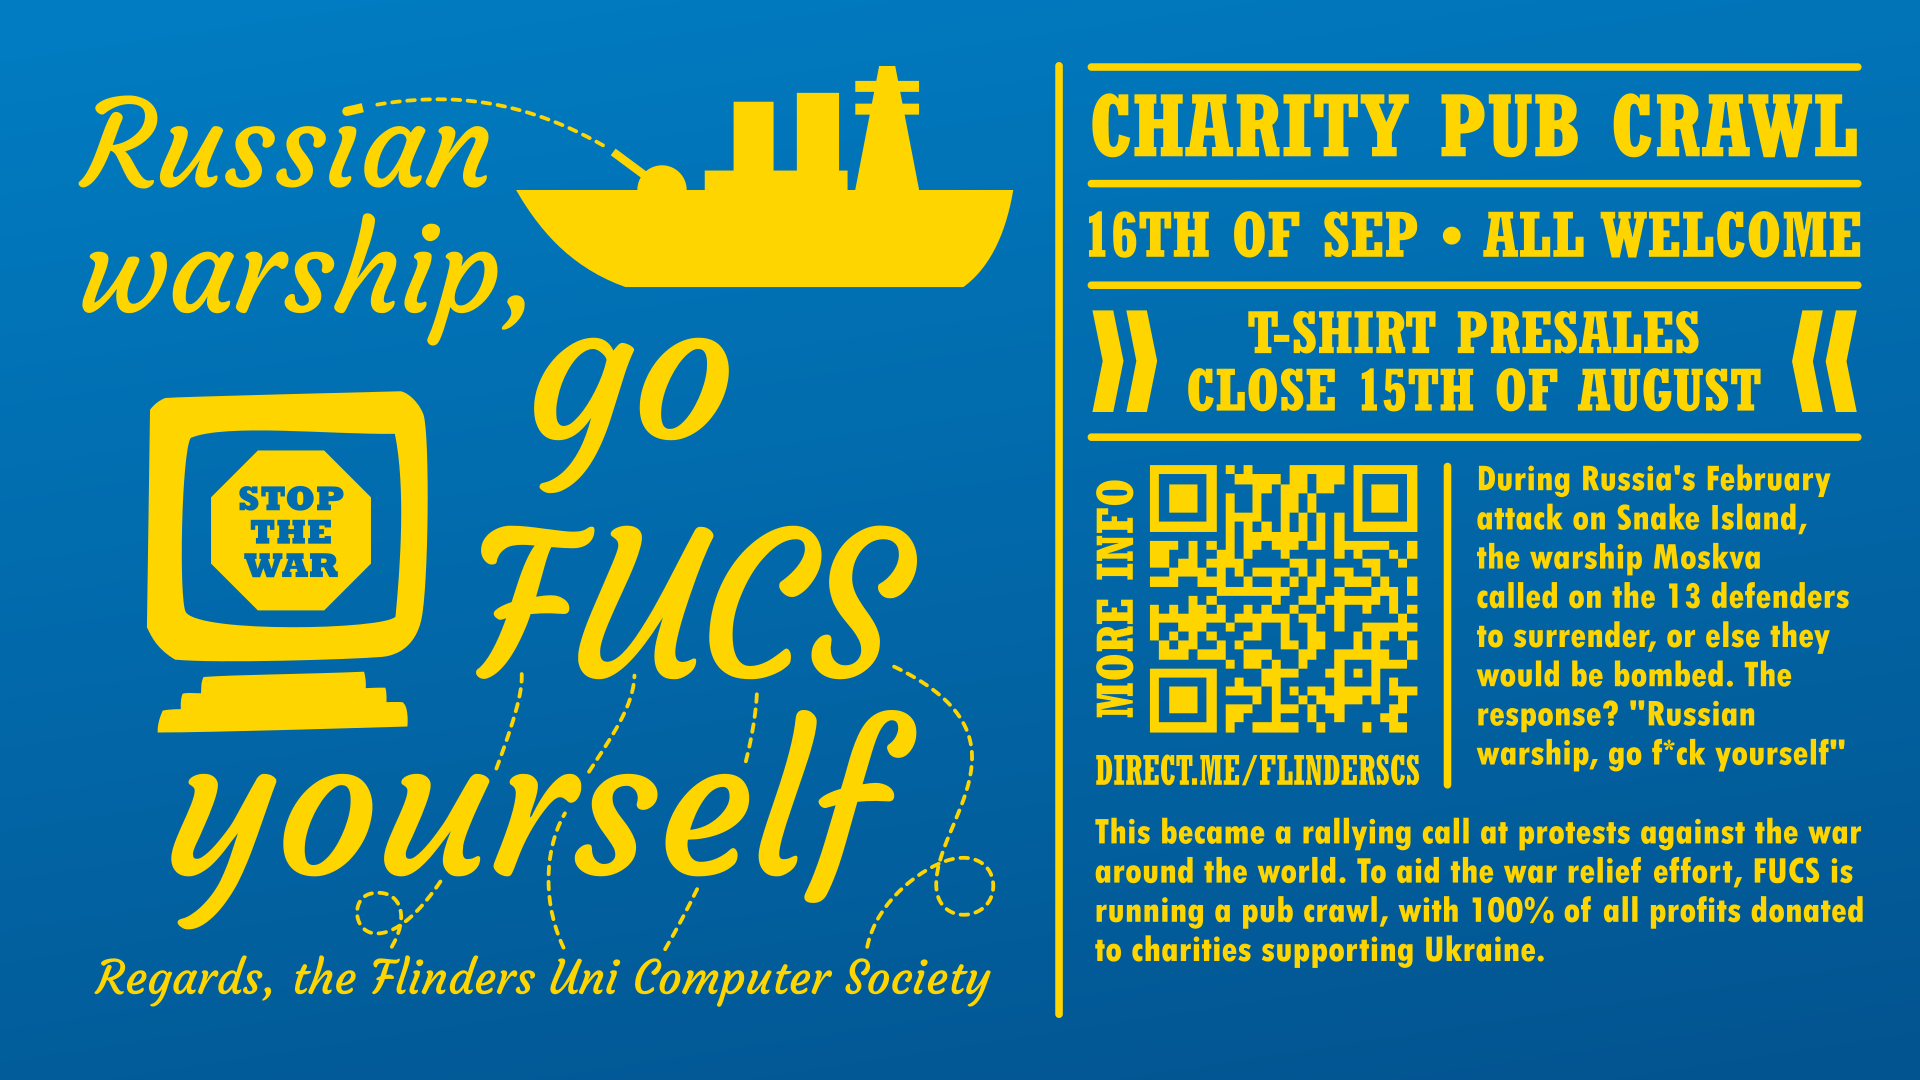 Russian
warship,
go
FUCS
yourself
STOP
THE
WAR
Regards, the Flinders Uni Computer Society
CHARITY PUB CRAWL
16TH OF SEP • ALL WELCOME
T-SHIRT PRESALES
CLOSE 15TH OF AUGUST
MORE INFO
DIRECT.ME/FLINDERSCS
During Russia's February
attack on Snake Island,
the warship Moskva
called on the 13 defenders
to surrender, or else they
would be bombed. The
response? "Russian
warship, go f*ck yourself"
This became a rallying call at protests against the war
around the world. To aid the war relief effort, FUCS is
running a pub crawl, with 100% of all profits donated
to charities supporting Ukraine.